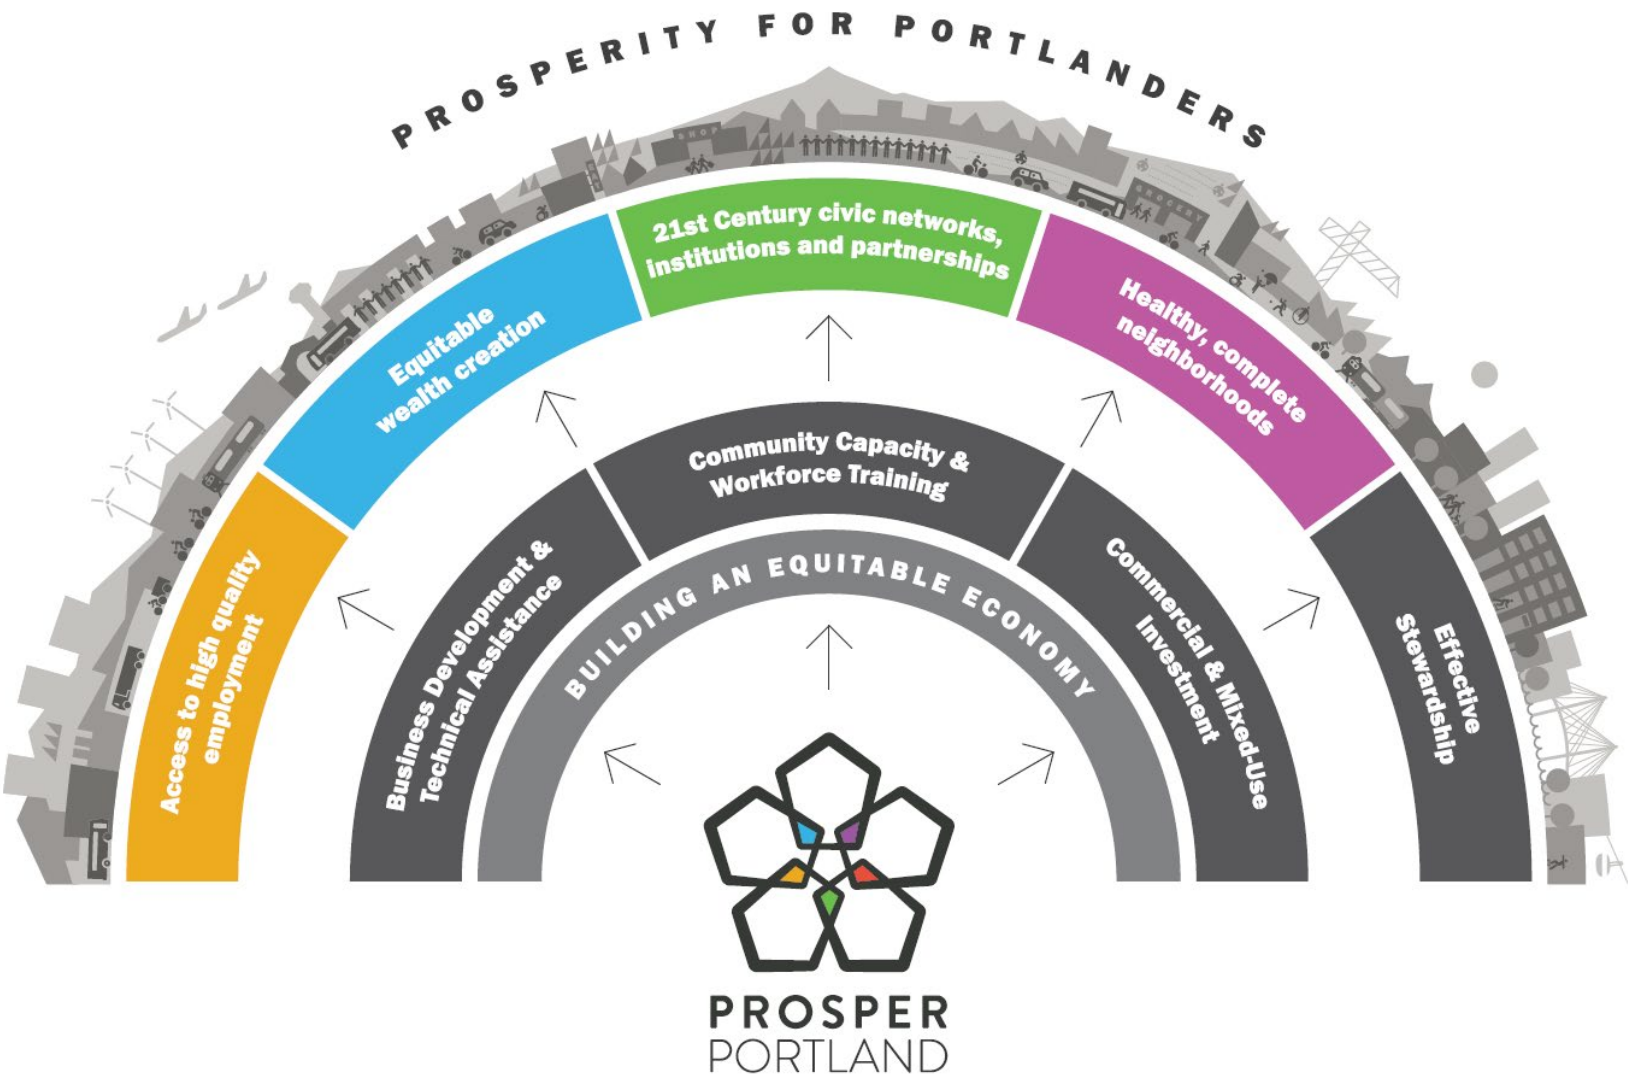 PROSPERITY FOR PORTLANDERS
SHOP
GROCERY
21st Century civic networks,
institutions and partnerships
Equitable
wealth creation
Healthy, complete
neighborhoods
Access to high quality
employment
Effective
Stewardship
Community Capacity &
Workforce Training
Business Development &
Technical Assistance
Commercial & Mixed-Use
Investment
BUILDING AN EQUITABLE ECONOMY
PROSPER
PORTLAND